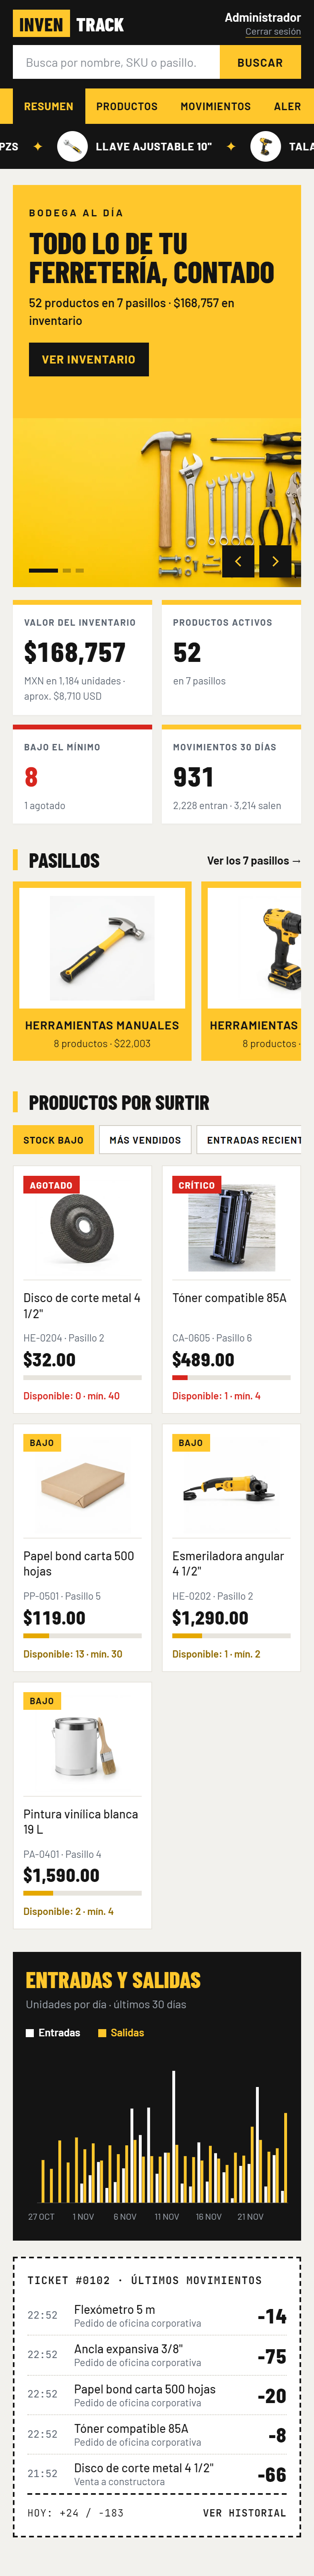 INVEN TRACK
Administrador
Cerrar sesión
Busca por nombre, SKU o pasillo.
BUSCAR
RESUMEN PRODUCTOS MOVIMIENTOS ALER
PZS ✦ LLAVE AJUSTABLE 10" ✦ TALA
BODEGA AL DÍA
TODO LO DE TU
FERRETERÍA, CONTADO
52 productos en 7 pasillos · $168,757 en
inventario
VER INVENTARIO
VALOR DEL INVENTARIO
$168,757
MXN en 1,184 unidades ·
aprox. $8,710 USD
PRODUCTOS ACTIVOS
52
en 7 pasillos
BAJO EL MÍNIMO
8
1 agotado
MOVIMIENTOS 30 DÍAS
931
2,228 entran · 3,214 salen
PASILLOS
Ver los 7 pasillos →
HERRAMIENTAS MANUALES
8 productos · $22,003
HERRAMIENTAS
8 productos ·
PRODUCTOS POR SURTIR
STOCK BAJO
MÁS VENDIDOS
ENTRADAS RECIENT
AGOTADO
Disco de corte metal 4
1/2"
HE-0204 · Pasillo 2
$32.00
Disponible: 0 · mín. 40
CRÍTICO
Tóner compatible 85A
CA-0605 · Pasillo 6
$489.00
Disponible: 1 · mín. 4
BAJO
Papel bond carta 500
hojas
PP-0501 · Pasillo 5
$119.00
Disponible: 13 · mín. 30
BAJO
Esmeriladora angular
4 1/2"
HE-0202 · Pasillo 2
$1,290.00
Disponible: 1 · mín. 2
BAJO
Pintura vinílica blanca
19 L
PA-0401 · Pasillo 4
$1,590.00
Disponible: 2 · mín. 4
ENTRADAS Y SALIDAS
Unidades por día · últimos 30 días
Entradas Salidas
27 OCT 1 NOV 6 NOV 11 NOV 16 NOV 21 NOV
TICKET #0102 · ÚLTIMOS MOVIMIENTOS
22:52 Flexómetro 5 m -14
Pedido de oficina corporativa
22:52 Ancla expansiva 3/8" -75
Pedido de oficina corporativa
22:52 Papel bond carta 500 hojas -20
Pedido de oficina corporativa
22:52 Tóner compatible 85A -8
Pedido de oficina corporativa
21:52 Disco de corte metal 4 1/2" -66
Venta a constructora
HOY: +24 / -183
VER HISTORIAL